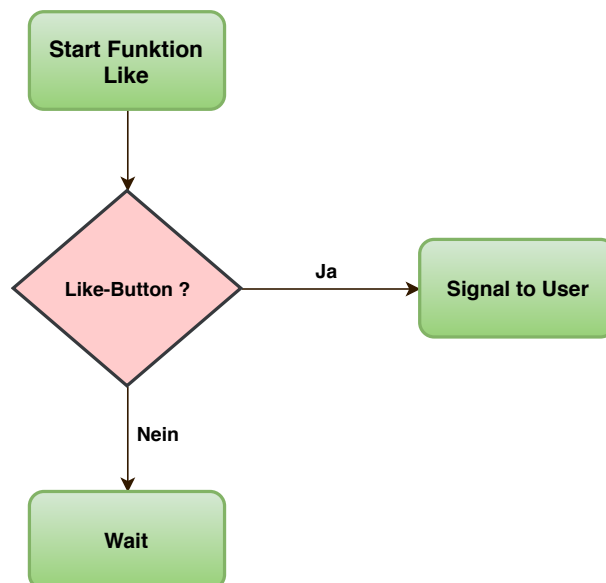 Start Funktion
Like
Like-Button ?
Ja
Signal to User
Nein
Wait